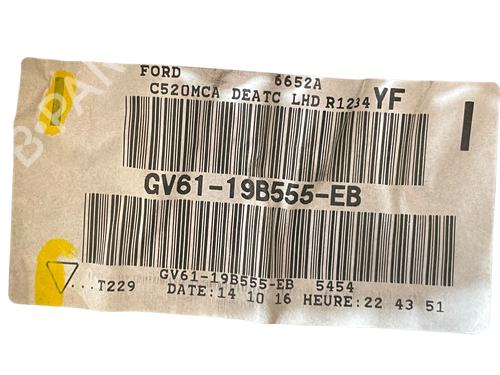 FORD 6652A
C520MCA DEATC LHD R1234 YF
I
GV61-19B555-EB
GV61-19B555-EB 5454
...T229 DATE:14 10 16 HEURE:22 43 51
B-PAR